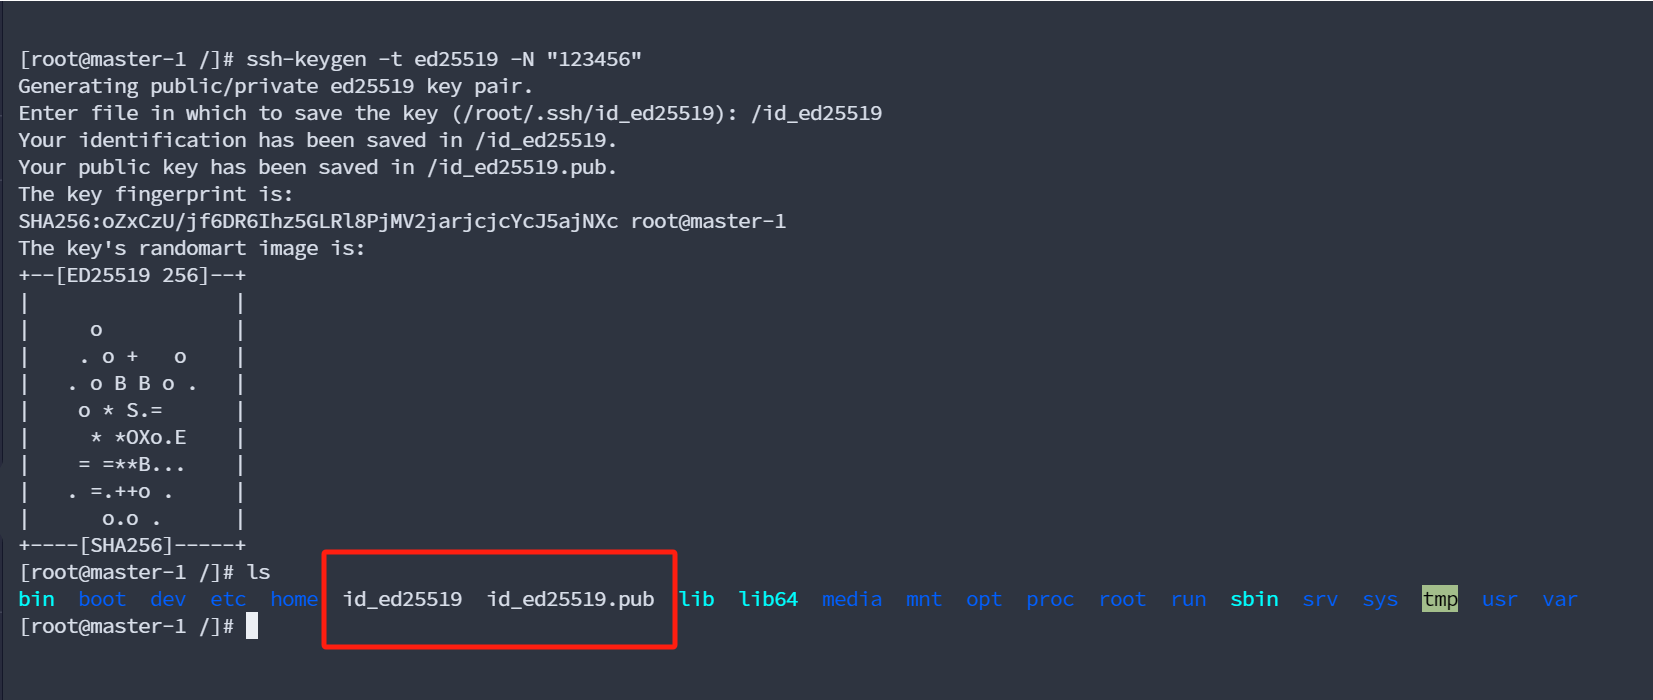 [root@master-1 /]# ssh-keygen -t ed25519 -N "123456"
Generating public/private ed25519 key pair.
Enter file in which to save the key (/root/.ssh/id_ed25519): /id_ed25519
Your identification has been saved in /id_ed25519.
Your public key has been saved in /id_ed25519.pub.
The key fingerprint is:
SHA256:oZxCzU/jf6DR6Ihz5GLRl8PjMV2jarjcjcYcJ5ajNXc root@master-1
The key's randomart image is:
+--[ED25519 256]--+
|                 |
|     o           |
|    . o +   o    |
|   . o B B o .   |
|    o * S.=      |
|     * *OXo.E    |
|    = =**B...    |
|   . =.++o .     |
|      o.o .      |
+----[SHA256]-----+
[root@master-1 /]# ls
bin  boot  dev  etc  home  id_ed25519  id_ed25519.pub  lib  lib64  media  mnt  opt  proc  root  run  sbin  srv  sys  tmp  usr  var
[root@master-1 /]#